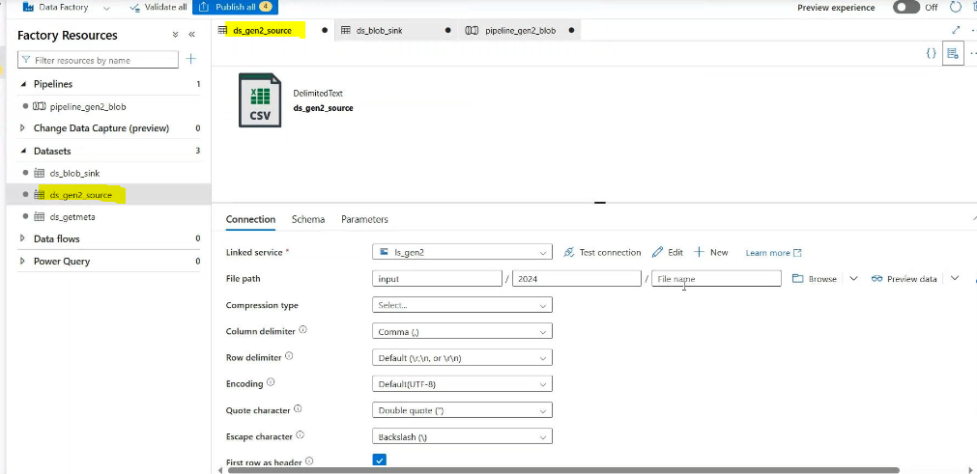 Data Factory Validate all Publish all 4 Preview experience Off
Factory Resources
Filter resources by name
Pipelines 1
pipeline_gen2_blob
Change Data Capture (preview) 0
Datasets 3
ds_blob_sink
ds_gen2_source
ds_getmeta
Data flows 0
Power Query 0
ds_gen2_source ds_blob_sink pipeline_gen2_blob
{}
CSV
DelimitedText
ds_gen2_source
Connection Schema Parameters
Linked service * ls_gen2 Test connection Edit New Learn more
File path input / 2024 / File name Browse Preview data
Compression type Select...
Column delimiter Comma (,)
Row delimiter Default (\r,\n, or \r\n)
Encoding Default(UTF-8)
Quote character Double quote (")
Escape character Backslash (\)
First row as header